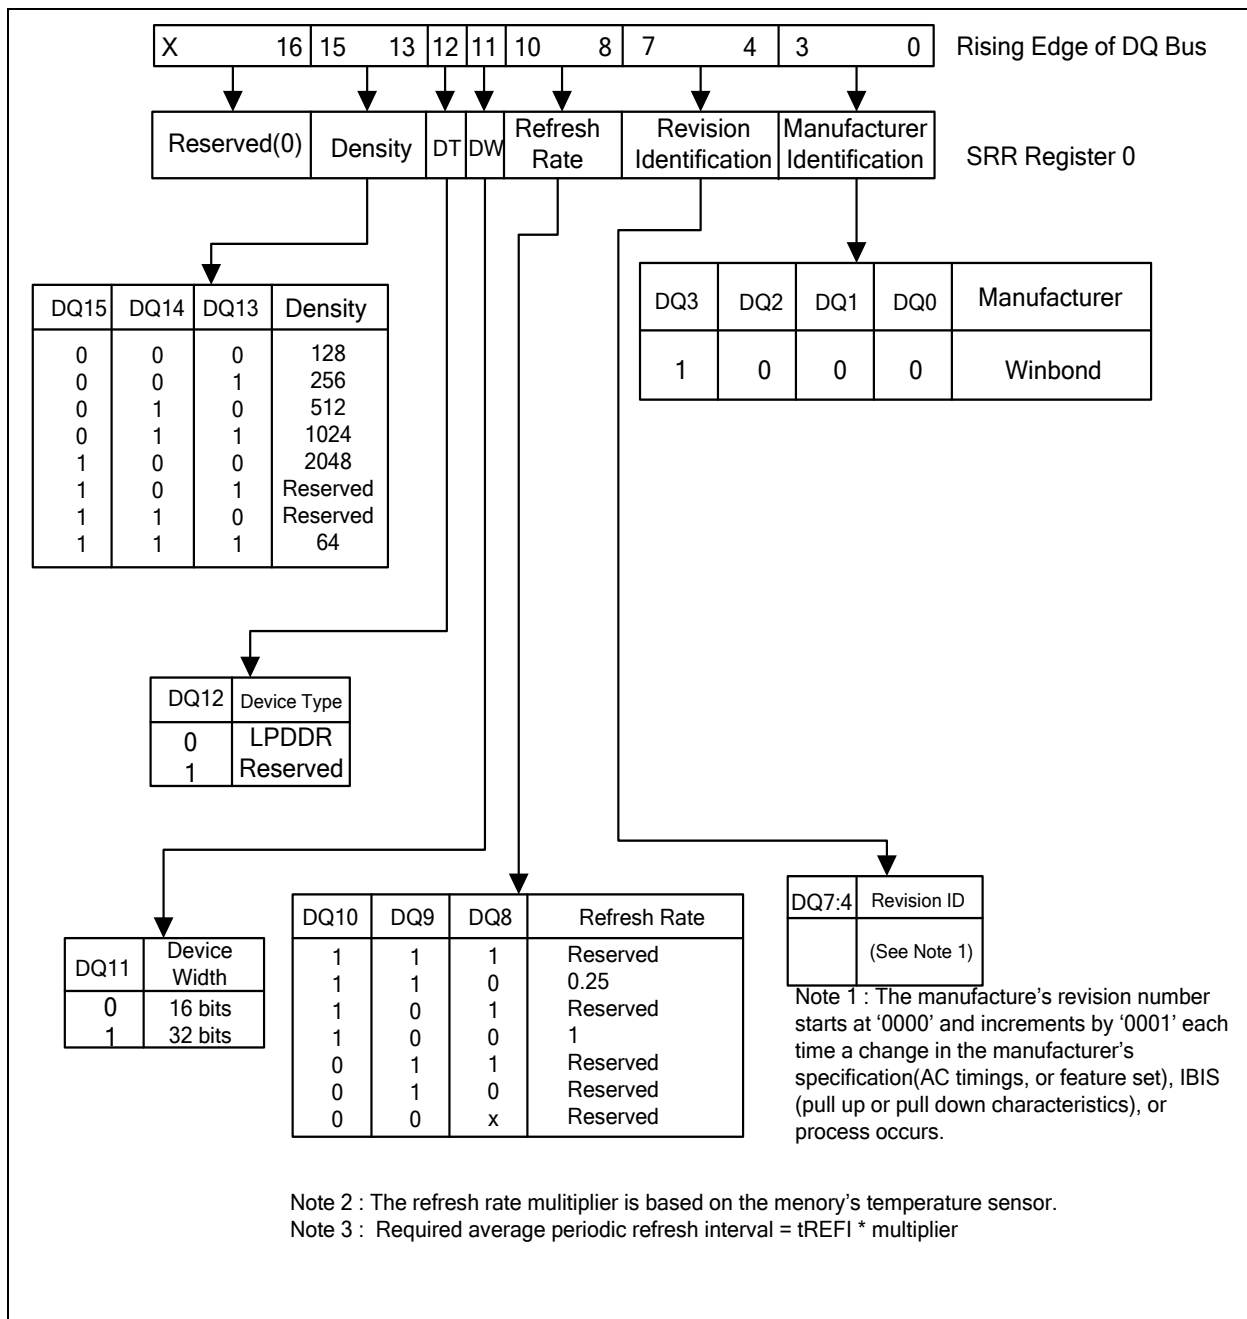 X 16 15 13 12 11 10 8 7 4 3 0 Rising Edge of DQ Bus
Reserved(0) Density DT DW Refresh Rate Revision Identification Manufacturer Identification SRR Register 0
DQ15 DQ14 DQ13 Density
0 0 0 128
0 0 1 256
0 1 0 512
0 1 1 1024
1 0 0 2048
1 0 1 Reserved
1 1 0 Reserved
1 1 1 64
DQ3 DQ2 DQ1 DQ0 Manufacturer
1 0 0 0 Winbond
DQ12 Device Type
0 LPDDR
1 Reserved
DQ11 Device Width
0 16 bits
1 32 bits
DQ10 DQ9 DQ8 Refresh Rate
1 1 1 Reserved
1 1 0 0.25
1 0 1 Reserved
1 0 0 1
0 1 1 Reserved
0 1 0 Reserved
0 0 x Reserved
DQ7:4 Revision ID
(See Note 1)
Note 1 : The manufacture's revision number
starts at ‘0000’ and increments by ‘0001’ each
time a change in the manufacturer's
specification(AC timings, or feature set), IBIS
(pull up or pull down characteristics), or
process occurs.
Note 2 : The refresh rate mulitiplier is based on the menory's temperature sensor.
Note 3 : Required average periodic refresh interval = tREFI * multiplier